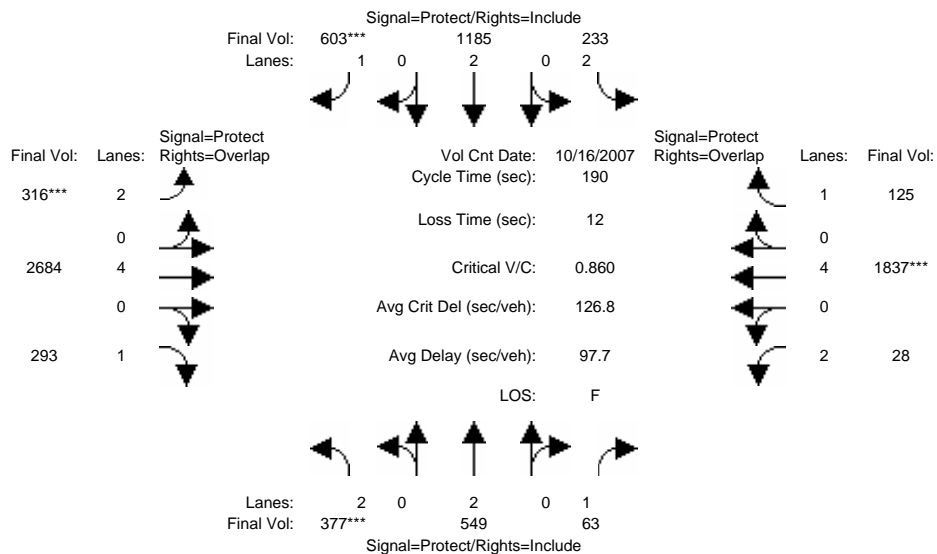 Signal=Protect/Rights=Include
Final Vol: 603*** 1185 233
Lanes: 1 0 2 0 2
Signal=Protect Signal=Protect
Final Vol: Lanes: Rights=Overlap Vol Cnt Date: 10/16/2007 Rights=Overlap Lanes: Final Vol:
Cycle Time (sec): 190
316*** 2 1 125
Loss Time (sec): 12
0 0
2684 4 Critical V/C: 0.860 4 1837***
0 Avg Crit Del (sec/veh): 126.8 0
293 1 Avg Delay (sec/veh): 97.7 2 28
LOS: F
Lanes: 2 0 2 0 1
Final Vol: 377*** 549 63
Signal=Protect/Rights=Include